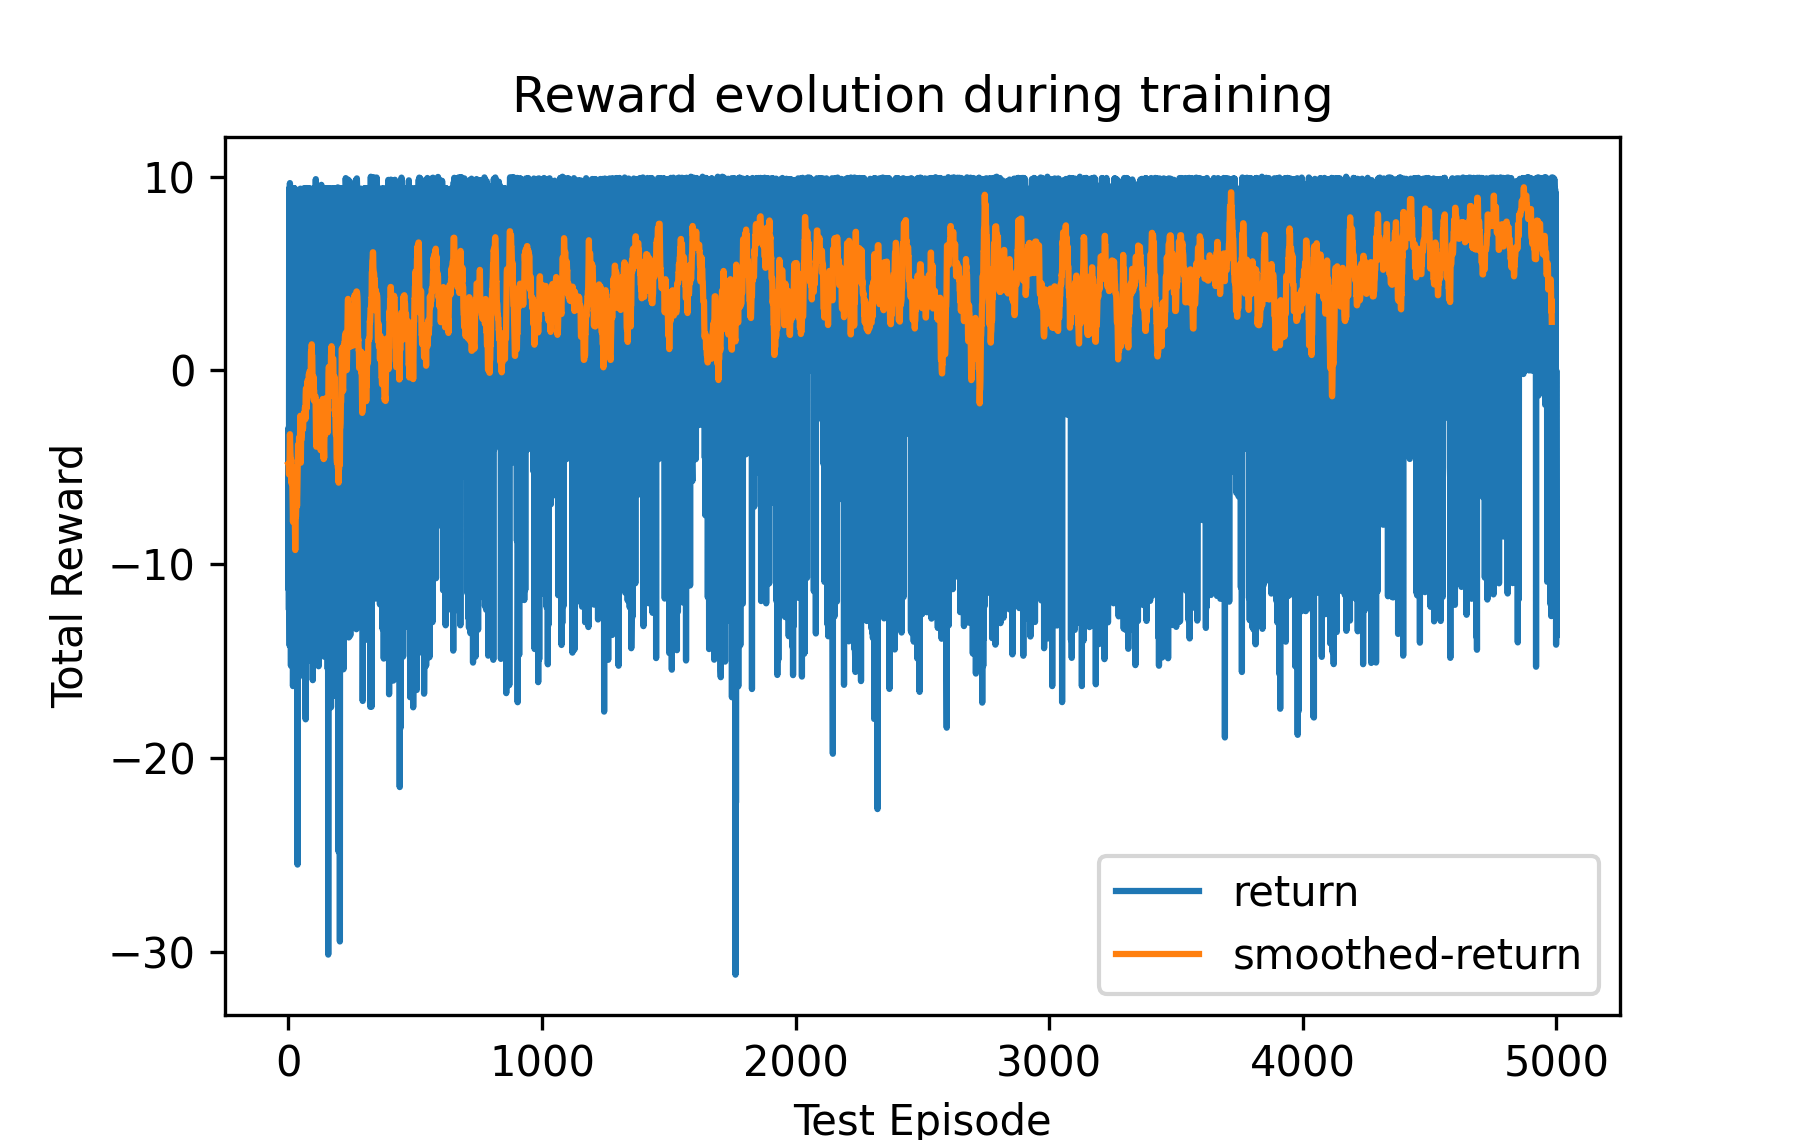 Reward evolution during training
10
0
−10
−20
−30
Total Reward
0 1000 2000 3000 4000 5000
Test Episode
return
smoothed-return